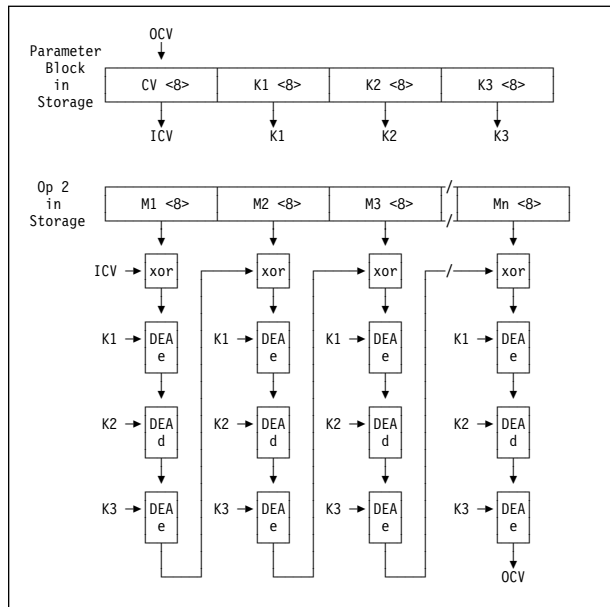 OCV
Parameter
Block
in
Storage
CV <8> K1 <8> K2 <8> K3 <8>
ICV K1 K2 K3
Op 2
in
Storage
M1 <8> M2 <8> M3 <8> / / Mn <8>
ICV xor xor xor / xor
K1 DEA K1 DEA K1 DEA K1 DEA
e e e e
K2 DEA K2 DEA K2 DEA K2 DEA
d d d d
K3 DEA K3 DEA K3 DEA K3 DEA
e e e e
OCV